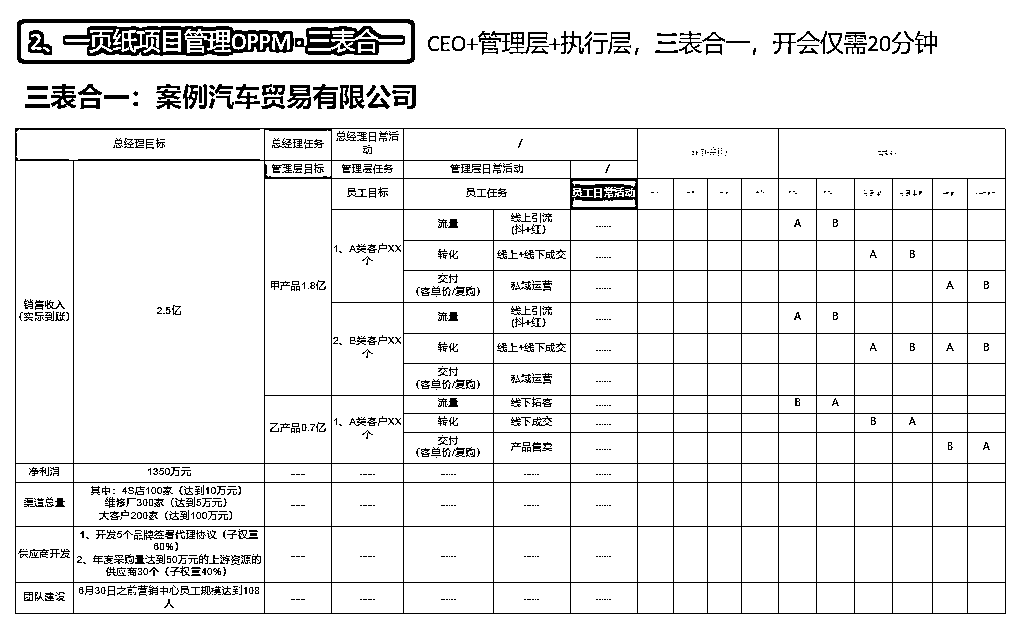 2、一页纸项目管理OPPM·三表合一
CEO+管理层+执行层，三表合一，开会仅需20分钟
三表合一：案例汽车贸易有限公司
总经理目标
总经理任务
总经理日常活
动
/
管理层目标
管理层任务
管理层日常活动
/
员工目标
员工任务
员工日常活动
销售收入
(实际到账)
2.5亿
甲产品1.8亿
1、A类客户XX
个
流量
线上引流
(抖+红)
......
A
B
转化
线上+线下成交
......
A
B
交付
(客单价/复购)
私域运营
......
A
B
2、B类客户XX
个
流量
线上引流
(抖+红)
......
A
B
转化
线上+线下成交
......
A
B
A
B
交付
(客单价/复购)
私域运营
......
乙产品0.7亿
1、A类客户XX
个
流量
线下拓客
......
B
A
转化
线下成交
......
B
A
交付
(客单价/复购)
产品售卖
......
B
A
净利润
1350万元
......
......
......
......
......
渠道总量
其中：4S店100家（达到10万元）
维修厂300家（达到5万元）
大客户200家（达到100万元）
......
......
......
......
......
供应商开发
1、开发5个品牌签署代理协议（子权重
60%）
2、年度采购量达到50万元的上游资源的
供应商30个（子权重40%）
......
......
......
......
......
团队建设
6月30日之前营销中心员工规模达到108
人
......
......
......
......
......